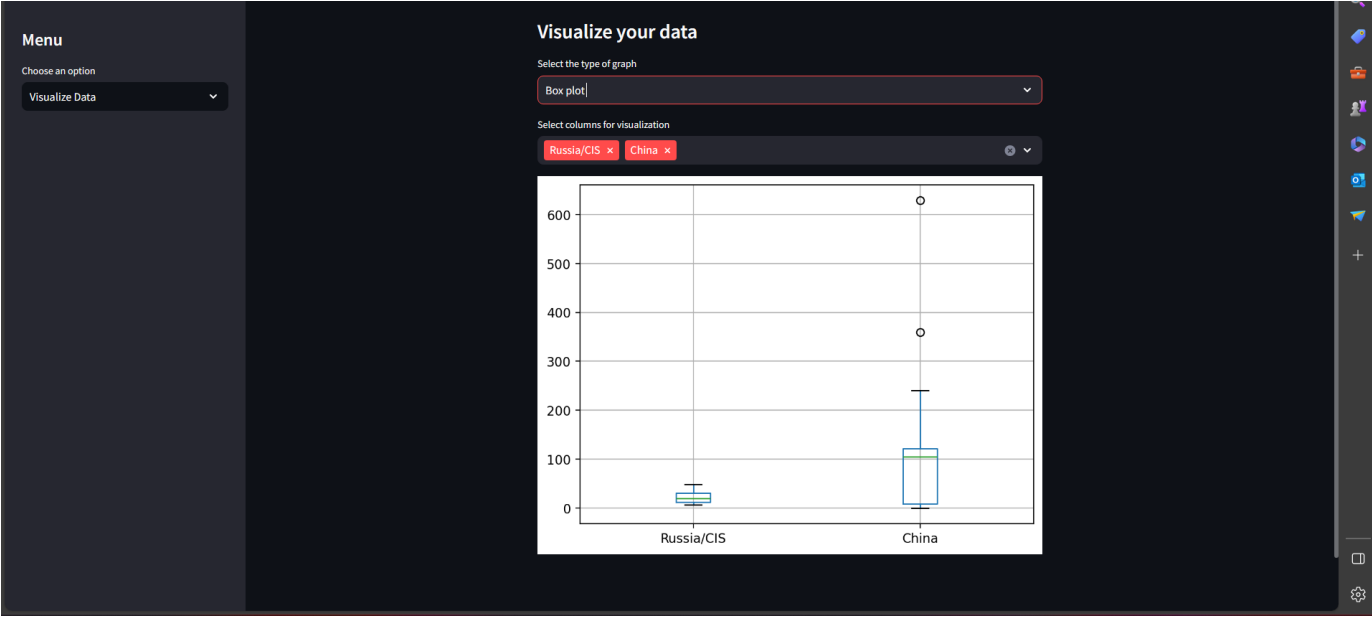 Menu
Choose an option
Visualize Data
Visualize your data
Select the type of graph
Box plot
Select columns for visualization
Russia/CIS × China ×
600
500
400
300
200
100
0
Russia/CIS China